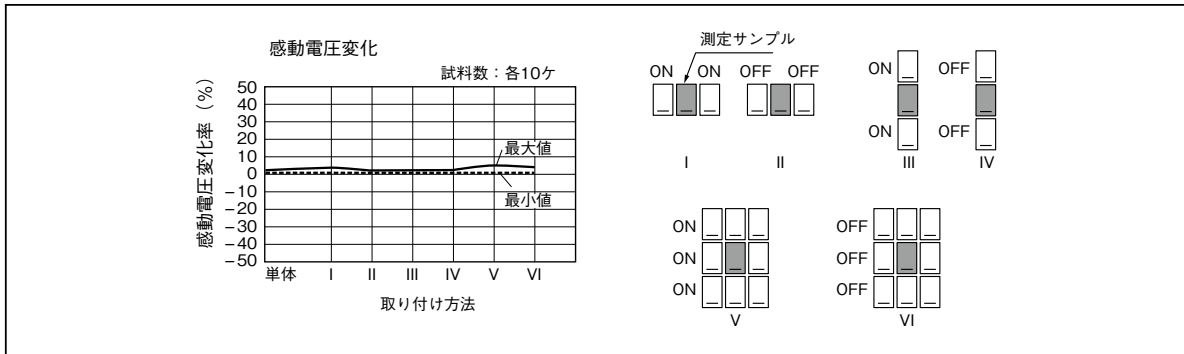 感動電圧変化
試料数：各10ケ
感動電圧変化率（%）
50
40
30
20
10
0
−10
−20
−30
−40
−50
最大値
最小値
単体 I II III IV V VI
取り付け方法
測定サンプル
ON ON OFF OFF
I II
ON OFF
ON OFF
III IV
ON
ON
ON
V
OFF
OFF
OFF
VI